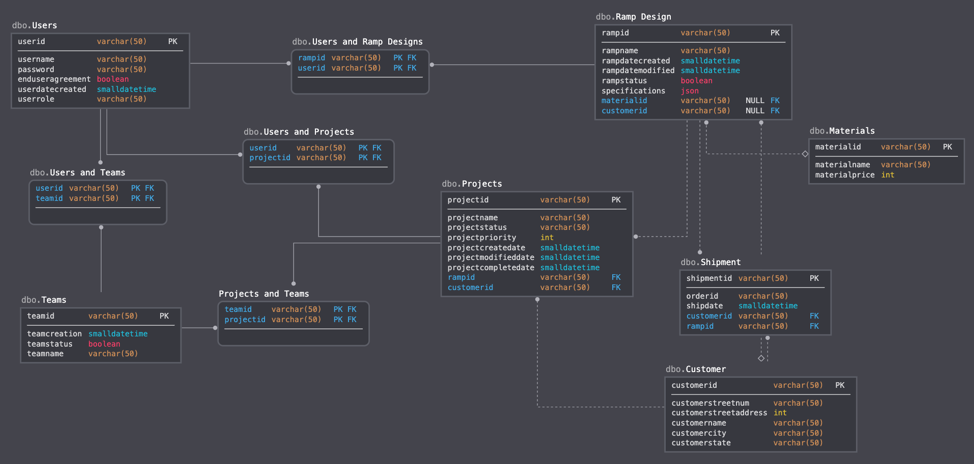 dbo.Users
userid varchar(50) PK
username varchar(50)
password varchar(50)
enduseragreement boolean
userdatecreated smalldatetime
userrole varchar(50)
dbo.Users and Ramp Designs
rampid varchar(50) PK FK
userid varchar(50) PK FK
dbo.Ramp Design
rampid varchar(50) PK
rampname varchar(50)
rampdatecreated smalldatetime
rampdatemodified smalldatetime
rampstatus boolean
specifications json
materialid varchar(50) NULL FK
customerid varchar(50) NULL FK
dbo.Users and Projects
userid varchar(50) PK FK
projectid varchar(50) PK FK
dbo.Materials
materialid varchar(50) PK
materialname varchar(50)
materialprice int
dbo.Users and Teams
userid varchar(50) PK FK
teamid varchar(50) PK FK
dbo.Projects
projectid varchar(50) PK
projectname varchar(50)
projectstatus varchar(50)
projectpriority int
projectcreatedate smalldatetime
projectmodifieddate smalldatetime
projectcompletedate smalldatetime
rampid varchar(50) FK
customerid varchar(50) FK
dbo.Shipment
shipmentid varchar(50) PK
orderid varchar(50)
shipdate smalldatetime
customerid varchar(50) FK
rampid varchar(50) FK
dbo.Teams
teamid varchar(50) PK
teamcreation smalldatetime
teamstatus boolean
teamname varchar(50)
Projects and Teams
teamid varchar(50) PK FK
projectid varchar(50) PK FK
dbo.Customer
customerid varchar(50) PK
customerstreetnum varchar(50)
customerstreetaddress int
customername varchar(50)
customercity varchar(50)
customerstate varchar(50)